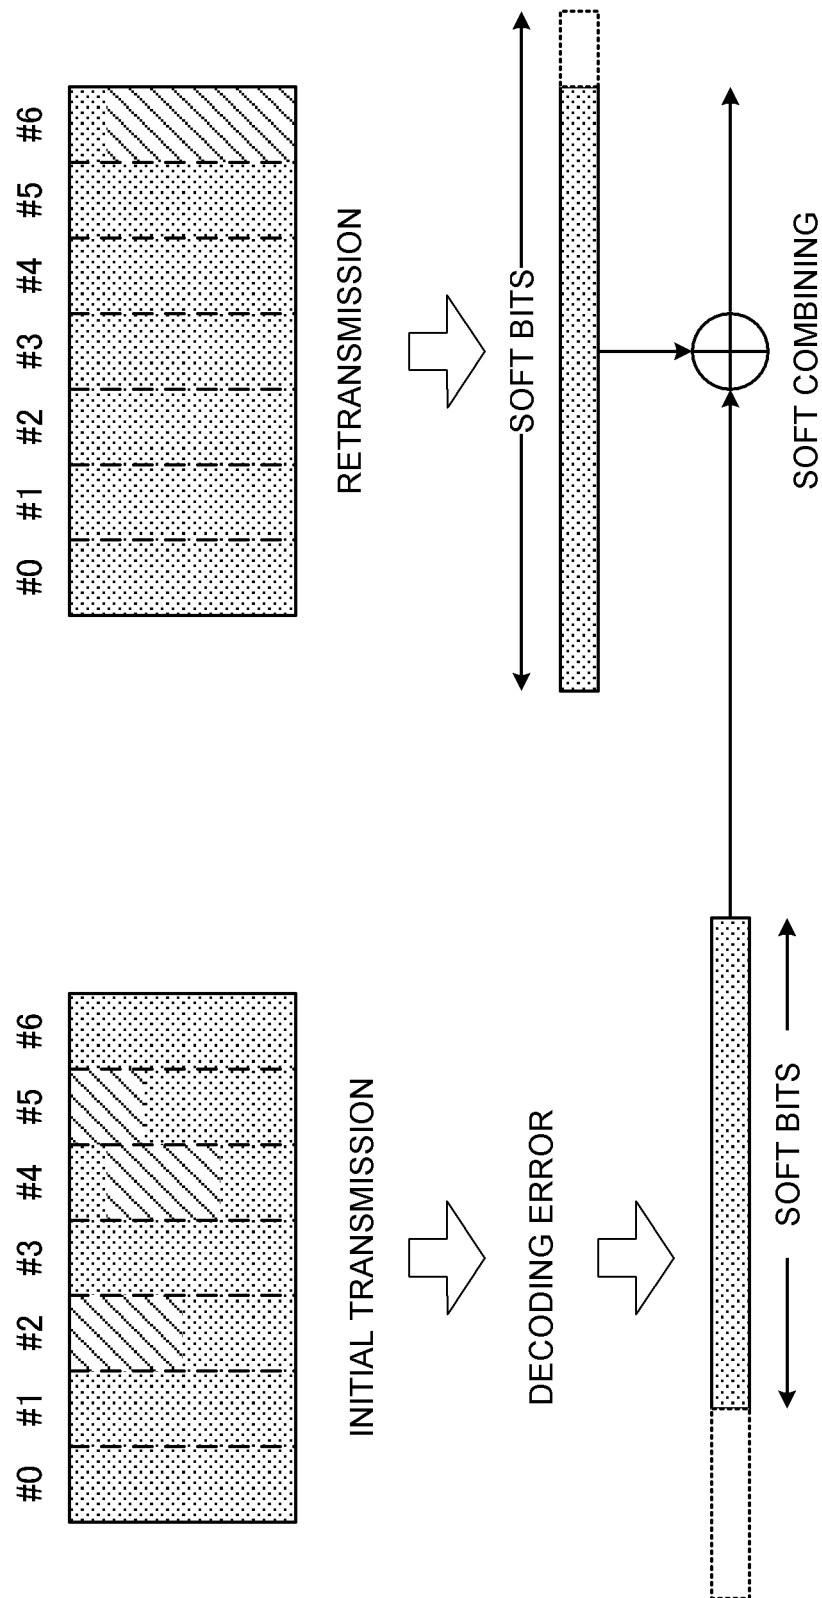 #0 #1 #2 #3 #4 #5 #6
INITIAL TRANSMISSION
DECODING ERROR
SOFT BITS
#0 #1 #2 #3 #4 #5 #6
RETRANSMISSION
SOFT BITS
SOFT COMBINING